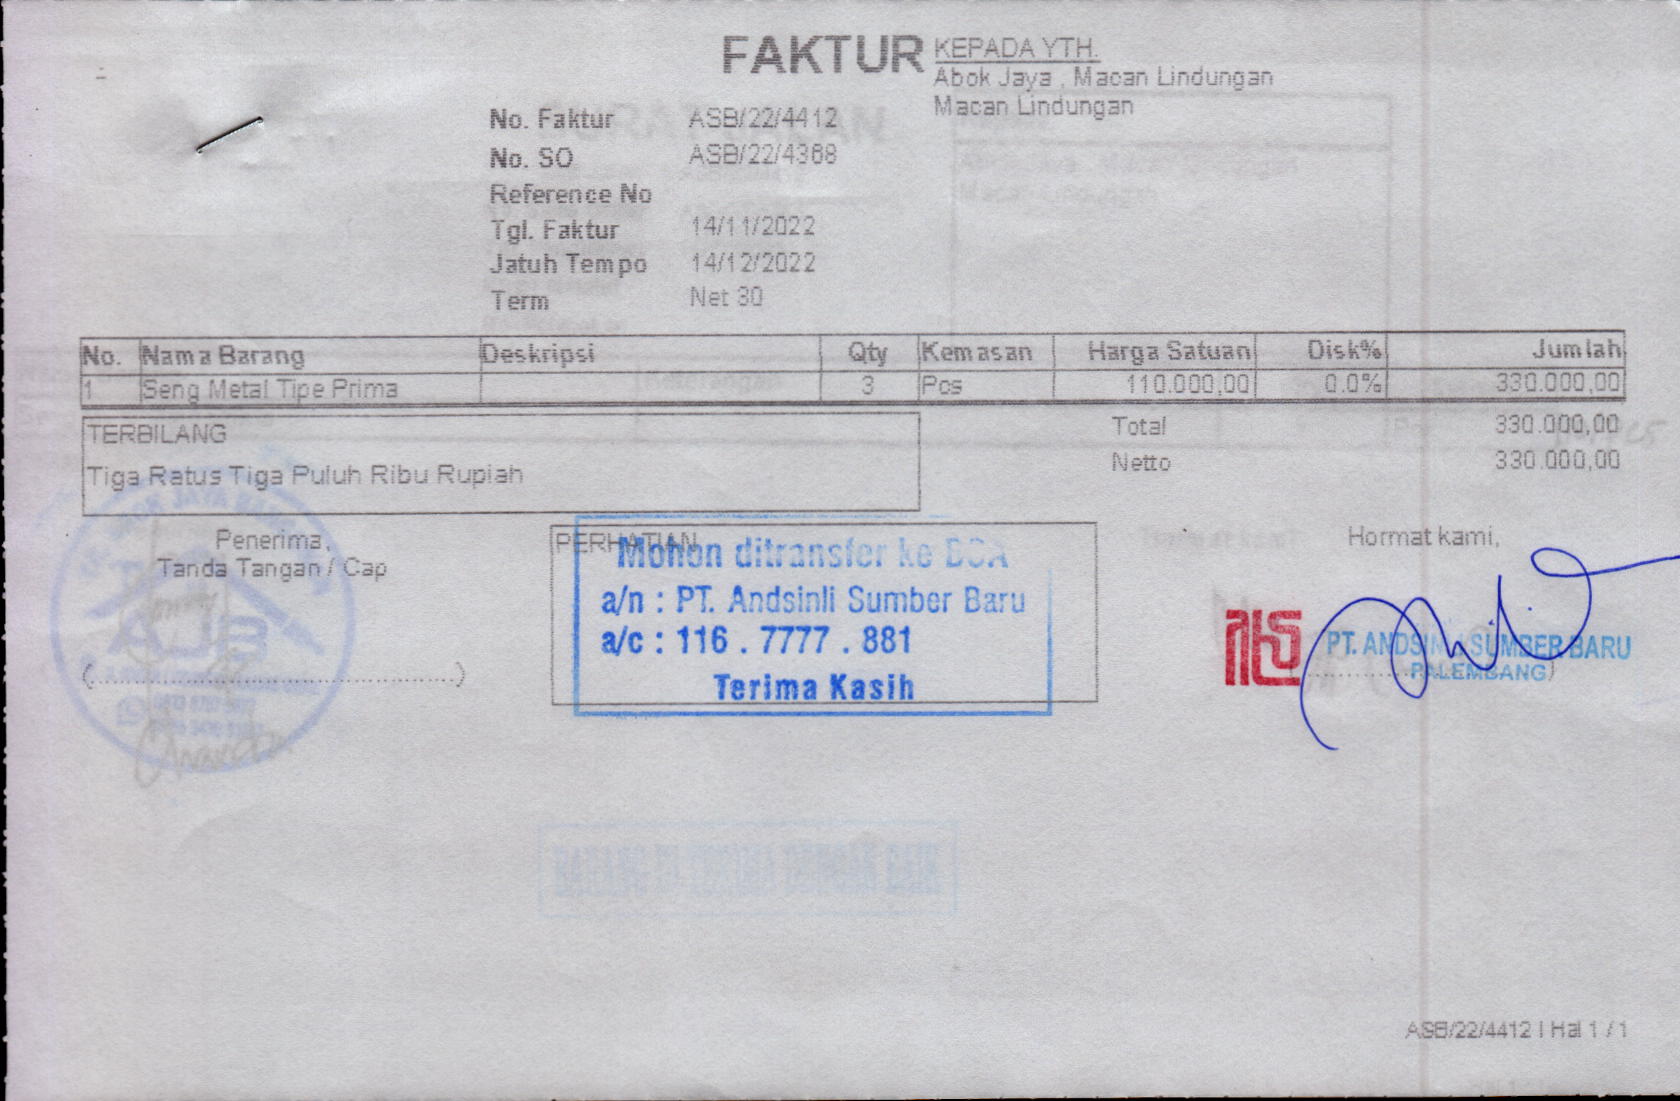 FAKTUR
KEPADA YTH.
Abok Jaya , Macan Lindungan
Macan Lindungan
No. Faktur ASB/22/4412
No. SO ASB/22/4368
Reference No
Tgl. Faktur 14/11/2022
Jatuh Tempo 14/12/2022
Term Net 30
No. Nama Barang Deskripsi Qty Kemasan Harga Satuan Disk% Jumlah
1 Seng Metal Tipe Prima 3 Pcs 110.000,00 0.0% 330.000,00
TERBILANG
Tiga Ratus Tiga Puluh Ribu Rupiah
Total 330.000,00
Netto 330.000,00
Penerima,
Tanda Tangan / Cap
PERHATIAN
Mohon ditransfer ke BCA
a/n : PT. Andsinli Sumber Baru
a/c : 116 . 7777 . 881
Terima Kasih
Hormat kami,
PT. ANDSINLI SUMBER BARU
PALEMBANG
AJB
ASB/22/4412 | Hal 1 / 1